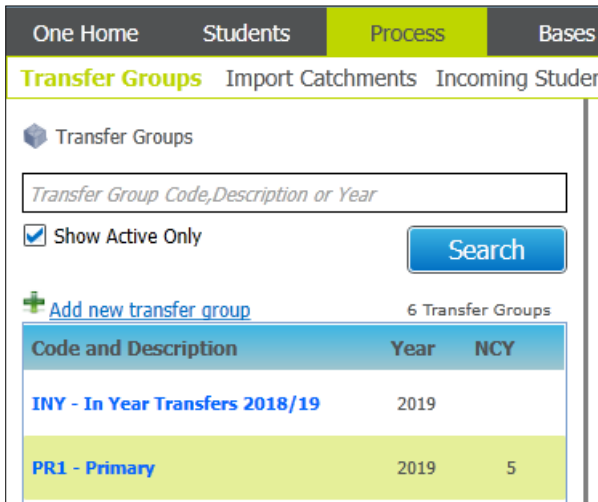 One Home Students Process Bases
Transfer Groups Import Catchments Incoming
Transfer Groups
Transfer Group Code,Description or Year
Show Active Only
Search
Add new transfer group 6 Transfer Groups
Code and Description Year NCY
INY - In Year Transfers 2018/19 2019
PR1 - Primary 2019 5